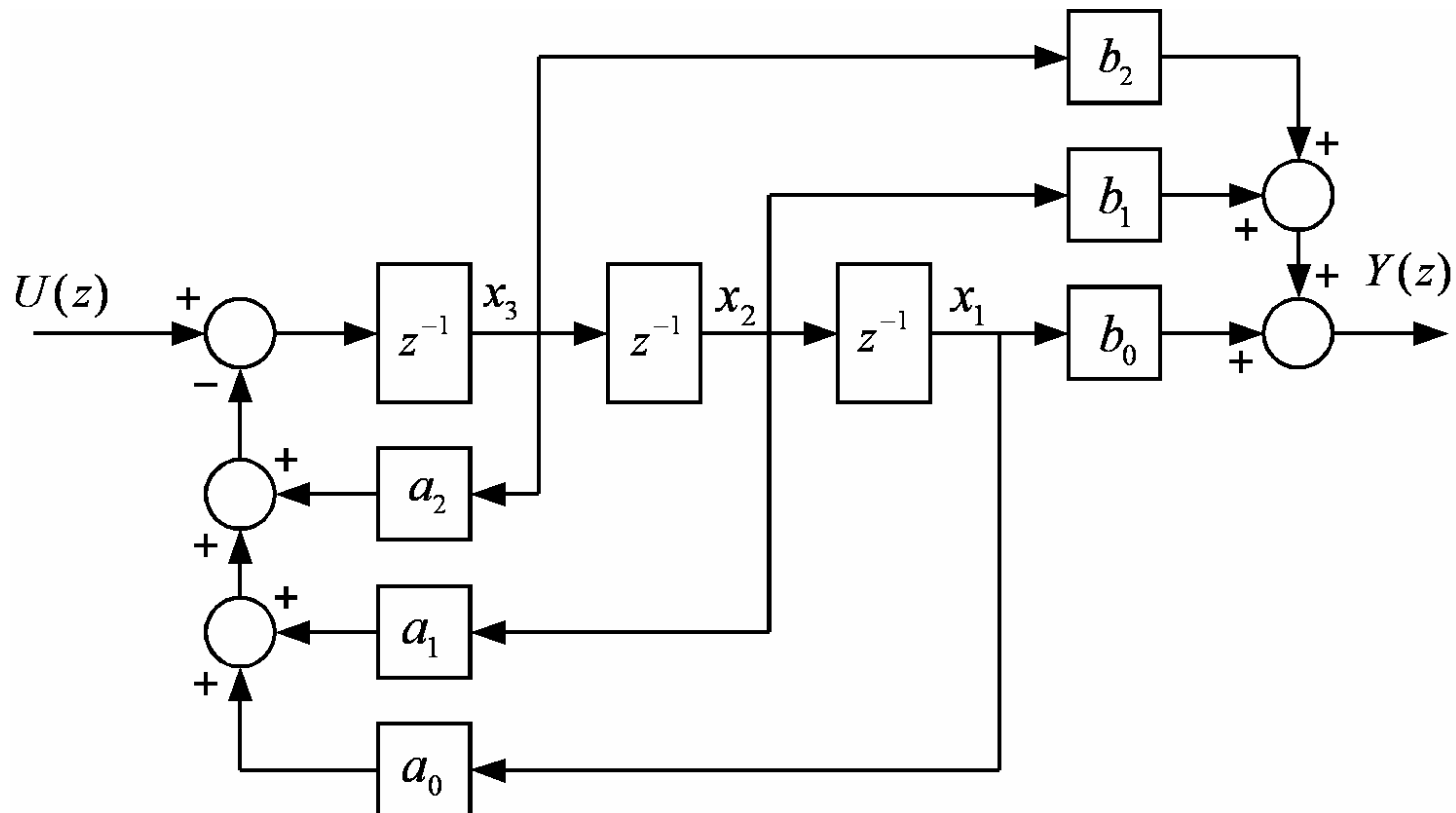 b₂
+
b₁
+
U(z) + z⁻¹ x₃ z⁻¹ x₂ z⁻¹ x₁ b₀ + Y(z)
− +
+ a₂
+
+ a₁
+
a₀